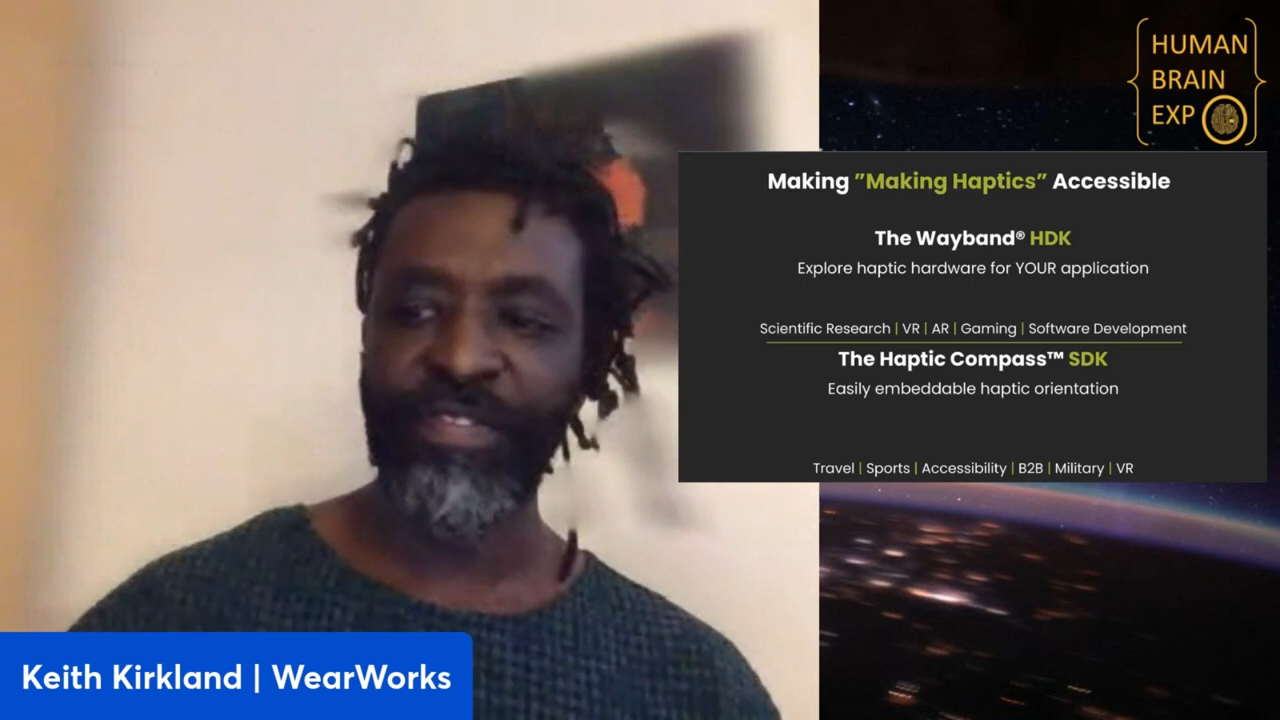 HUMAN
BRAIN
EXP
Making ”Making Haptics” Accessible
The Wayband® HDK
Explore haptic hardware for YOUR application
Scientific Research | VR | AR | Gaming | Software Development
The Haptic Compass™ SDK
Easily embeddable haptic orientation
Travel | Sports | Accessibility | B2B | Military | VR
Keith Kirkland | WearWorks